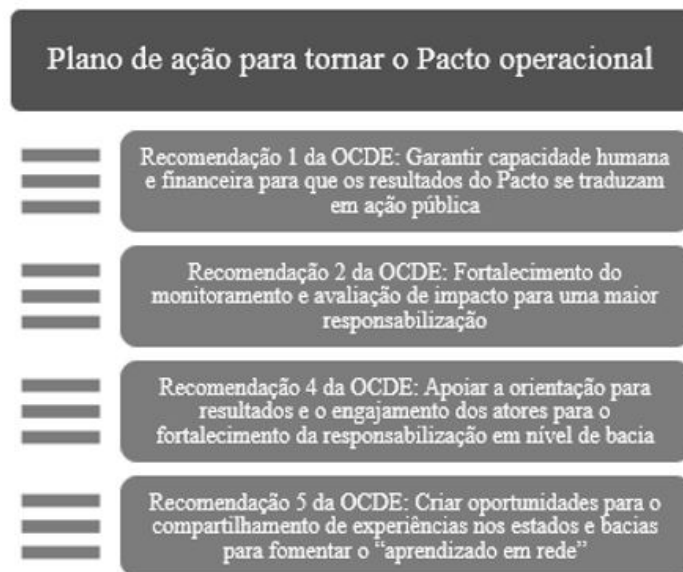 Plano de ação para tornar o Pacto operacional
Recomendação 1 da OCDE: Garantir capacidade humana
e financeira para que os resultados do Pacto se traduzam
em ação pública
Recomendação 2 da OCDE: Fortalecimento do
monitoramento e avaliação de impacto para uma maior
responsabilização
Recomendação 4 da OCDE: Apoiar a orientação para
resultados e o engajamento dos atores para o
fortalecimento da responsabilização em nível de bacia
Recomendação 5 da OCDE: Criar oportunidades para o
compartilhamento de experiências nos estados e bacias
para fomentar o “aprendizado em rede”